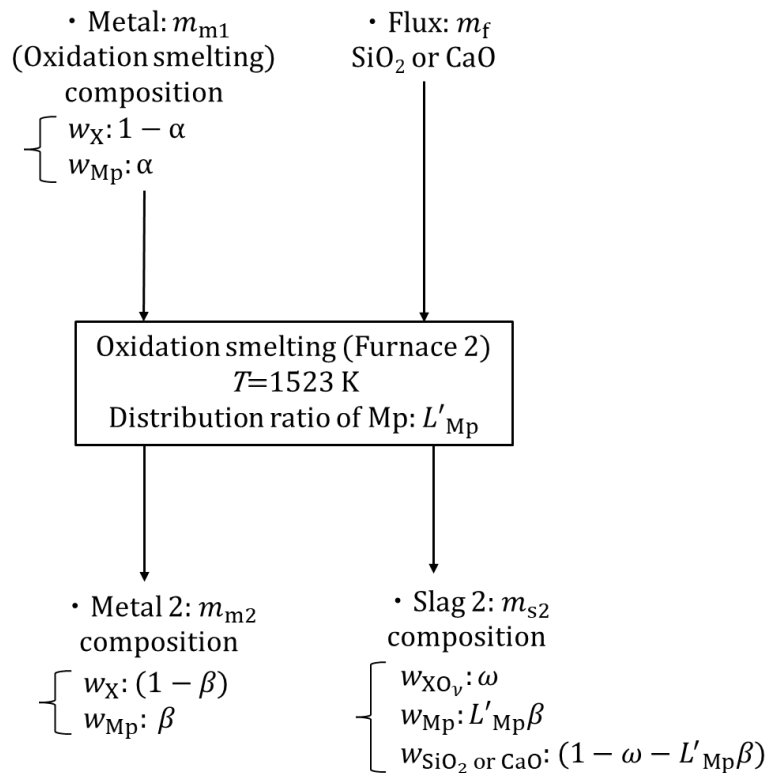 ・Metal: m_m1
(Oxidation smelting)
composition
w_X: 1 − α
w_Mp: α
・Flux: m_f
SiO₂ or CaO
Oxidation smelting (Furnace 2)
T=1523 K
Distribution ratio of Mp: L′_Mp
・Metal 2: m_m2
composition
w_X: (1 − β)
w_Mp: β
・Slag 2: m_s2
composition
w_XO_ν: ω
w_Mp: L′_Mp β
w_SiO₂ or CaO: (1 − ω − L′_Mp β)